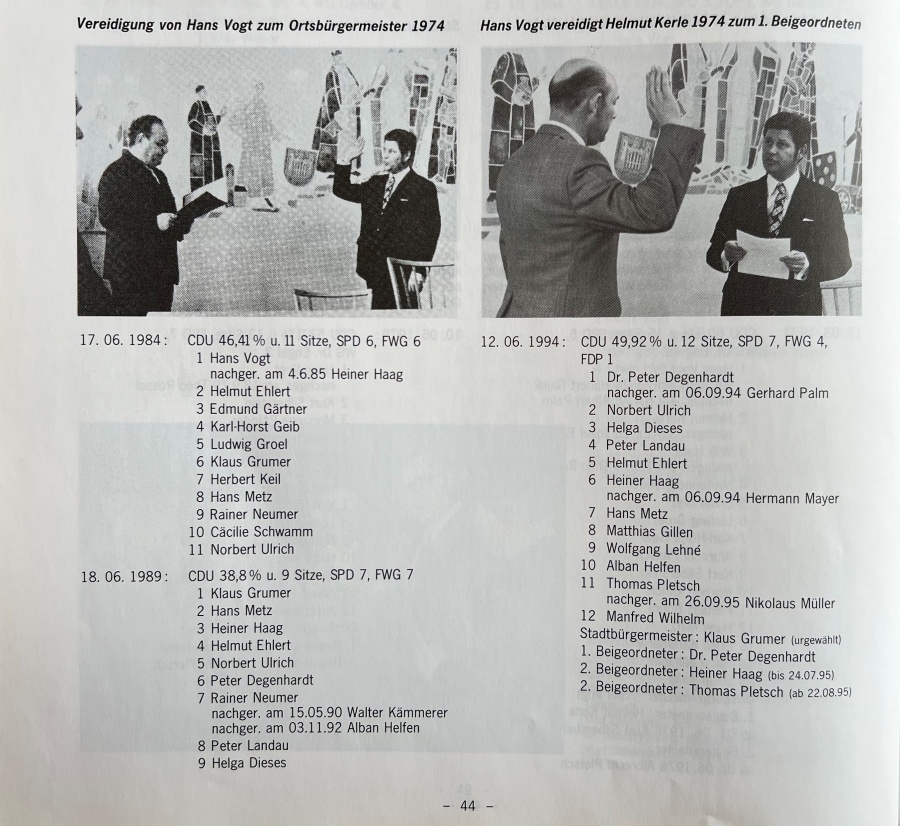 Vereidigung von Hans Vogt zum Ortsbürgermeister 1974
17. 06. 1984: CDU 46,41% u. 11 Sitze, SPD 6, FWG 6
1 Hans Vogt
nachger. am 4.6.85 Heiner Haag
2 Helmut Ehlert
3 Edmund Gärtner
4 Karl-Horst Geib
5 Ludwig Groel
6 Klaus Grumer
7 Herbert Keil
8 Hans Metz
9 Rainer Neumer
10 Cäcilie Schwamm
11 Norbert Ulrich
18. 06. 1989: CDU 38,8% u. 9 Sitze, SPD 7, FWG 7
1 Klaus Grumer
2 Hans Metz
3 Heiner Haag
4 Helmut Ehlert
5 Norbert Ulrich
6 Peter Degenhardt
7 Rainer Neumer
nachger. am 15.05.90 Walter Kämmerer
nachger. am 03.11.92 Alban Helfen
8 Peter Landau
9 Helga Dieses
Hans Vogt vereidigt Helmut Kerle 1974 zum 1. Beigeordneten
12. 06. 1994: CDU 49,92% u. 12 Sitze, SPD 7, FWG 4,
FDP 1
1 Dr. Peter Degenhardt
nachger. am 06.09.94 Gerhard Palm
2 Norbert Ulrich
3 Helga Dieses
4 Peter Landau
5 Helmut Ehlert
6 Heiner Haag
nachger. am 06.09.94 Hermann Mayer
7 Hans Metz
8 Matthias Gillen
9 Wolfgang Lehné
10 Alban Helfen
11 Thomas Pletsch
nachger. am 26.09.95 Nikolaus Müller
12 Manfred Wilhelm
Stadtbürgermeister: Klaus Grumer (urgewählt)
1. Beigeordneter: Dr. Peter Degenhardt
2. Beigeordneter: Heiner Haag (bis 24.07.95)
2. Beigeordneter: Thomas Pletsch (ab 22.08.95)
– 44 –